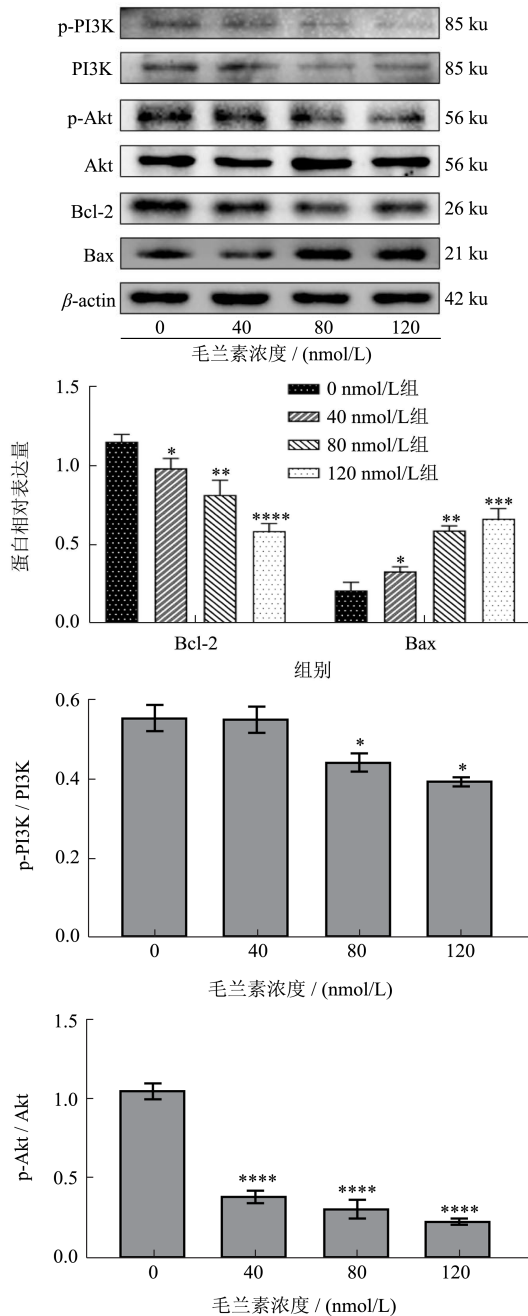 p-PI3K 85 ku
PI3K 85 ku
p-Akt 56 ku
Akt 56 ku
Bcl-2 26 ku
Bax 21 ku
β-actin 42 ku
0 40 80 120
毛兰素浓度 / (nmol/L)
蛋白相对表达量
1.5
1.0
0.5
0.0
0 nmol/L组
40 nmol/L组
80 nmol/L组
120 nmol/L组
* ** **** * ** ***
Bcl-2 Bax
组别
p-PI3K / PI3K
0.6
0.4
0.2
0.0
* *
0 40 80 120
毛兰素浓度 / (nmol/L)
p-Akt / Akt
1.5
1.0
0.5
0.0
**** **** ****
0 40 80 120
毛兰素浓度 / (nmol/L)